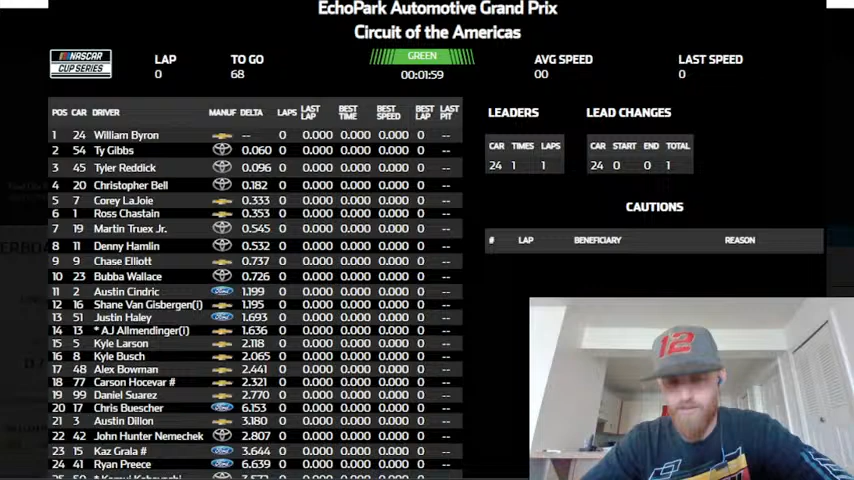 EchoPark Automotive Grand Prix
Circuit of the Americas
NASCAR CUP SERIES
LAP TO GO GREEN AVG SPEED LAST SPEED
0 68 00:01:59 00 0
POS CAR DRIVER MANUF DELTA LAPS LAST LAP BEST TIME BEST SPEED BEST LAP LAST PIT
1 24 William Byron -- 0 0.000 0.000 0.000 0 --
2 54 Ty Gibbs 0.060 0 0.000 0.000 0.000 0 --
3 45 Tyler Reddick 0.096 0 0.000 0.000 0.000 0 --
4 20 Christopher Bell 0.182 0 0.000 0.000 0.000 0 --
5 7 Corey LaJoie 0.333 0 0.000 0.000 0.000 0 --
6 1 Ross Chastain 0.353 0 0.000 0.000 0.000 0 --
7 19 Martin Truex Jr. 0.545 0 0.000 0.000 0.000 0 --
8 11 Denny Hamlin 0.532 0 0.000 0.000 0.000 0 --
9 9 Chase Elliott 0.737 0 0.000 0.000 0.000 0 --
10 23 Bubba Wallace 0.726 0 0.000 0.000 0.000 0 --
11 2 Austin Cindric Ford 1.199 0 0.000 0.000 0.000 0 --
12 16 Shane Van Gisbergen(i) 1.195 0 0.000 0.000 0.000 0 --
13 51 Justin Haley Ford 1.693 0 0.000 0.000 0.000 0 --
14 13 * AJ Allmendinger(i) 1.636 0 0.000 0.000 0.000 0 --
15 5 Kyle Larson 2.118 0 0.000 0.000 0.000 0 --
16 8 Kyle Busch 2.065 0 0.000 0.000 0.000 0 --
17 48 Alex Bowman 2.441 0 0.000 0.000 0.000 0 --
18 77 Carson Hocevar # 2.321 0 0.000 0.000 0.000 0 --
19 99 Daniel Suarez 2.770 0 0.000 0.000 0.000 0 --
20 17 Chris Buescher Ford 6.153 0 0.000 0.000 0.000 0 --
21 3 Austin Dillon 3.180 0 0.000 0.000 0.000 0 --
22 42 John Hunter Nemechek 2.807 0 0.000 0.000 0.000 0 --
23 15 Kaz Grala # Ford 3.644 0 0.000 0.000 0.000 0 --
24 41 Ryan Preece Ford 6.639 0 0.000 0.000 0.000 0 --
LEADERS
CAR TIMES LAPS
24 1 1
LEAD CHANGES
CAR START END TOTAL
24 0 0 1
CAUTIONS
# LAP BENEFICIARY REASON
12